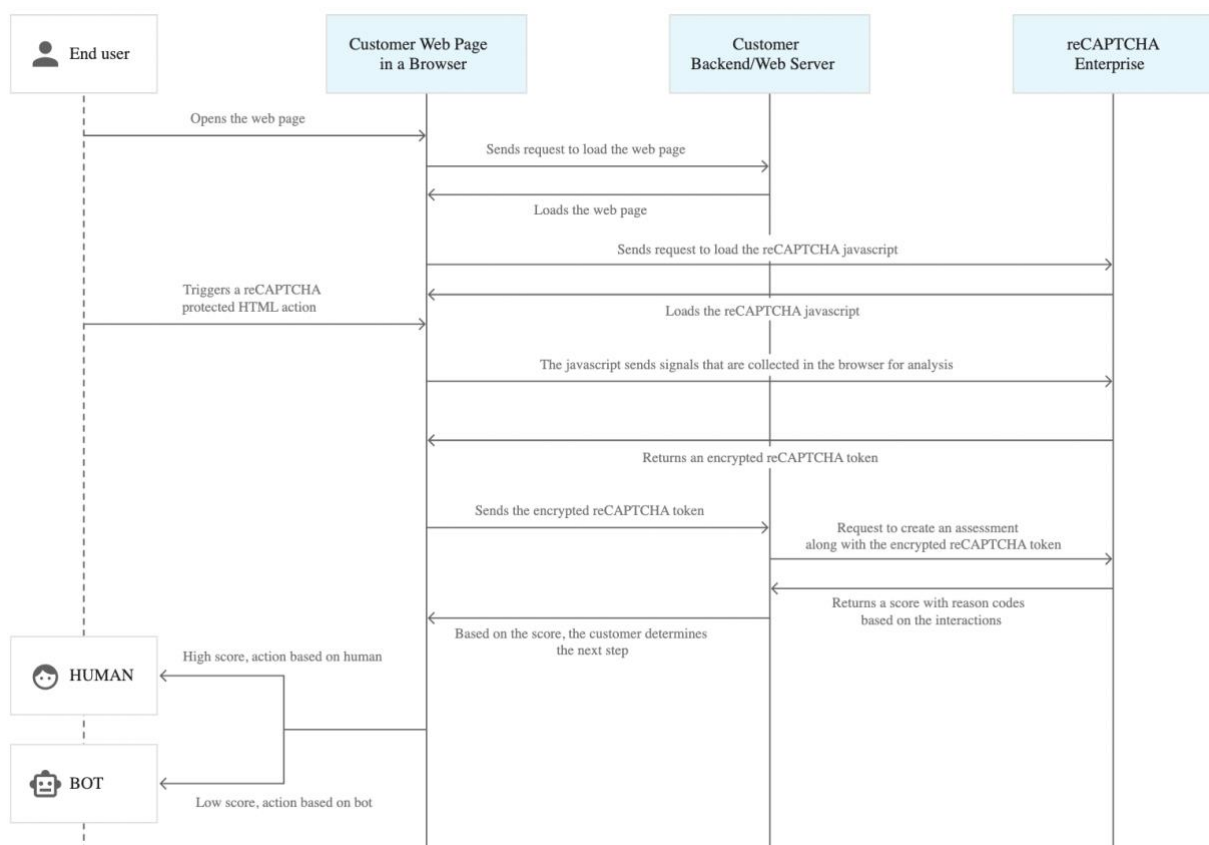 End user
Customer Web Page
in a Browser
Customer
Backend/Web Server
reCAPTCHA
Enterprise
Opens the web page
Sends request to load the web page
Loads the web page
Sends request to load the reCAPTCHA javascript
Triggers a reCAPTCHA
protected HTML action
Loads the reCAPTCHA javascript
The javascript sends signals that are collected in the browser for analysis
Returns an encrypted reCAPTCHA token
Sends the encrypted reCAPTCHA token
Request to create an assessment
along with the encrypted reCAPTCHA token
Returns a score with reason codes
based on the interactions
Based on the score, the customer determines
the next step
High score, action based on human
HUMAN
BOT
Low score, action based on bot